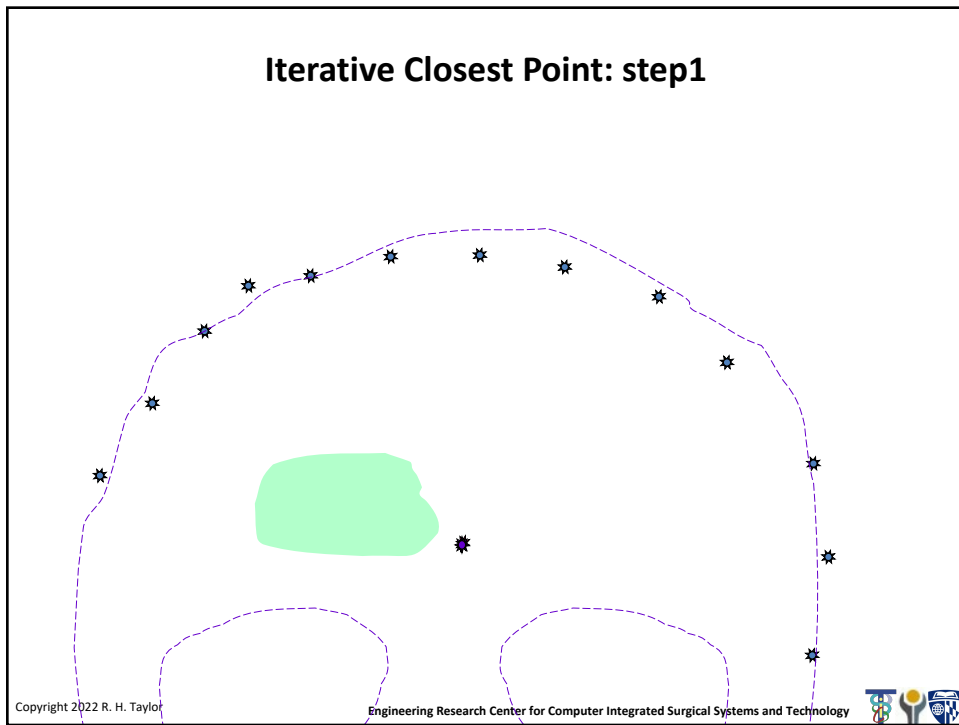 Iterative Closest Point: step1
Copyright 2022 R. H. Taylor
Engineering Research Center for Computer Integrated Surgical Systems and Technology